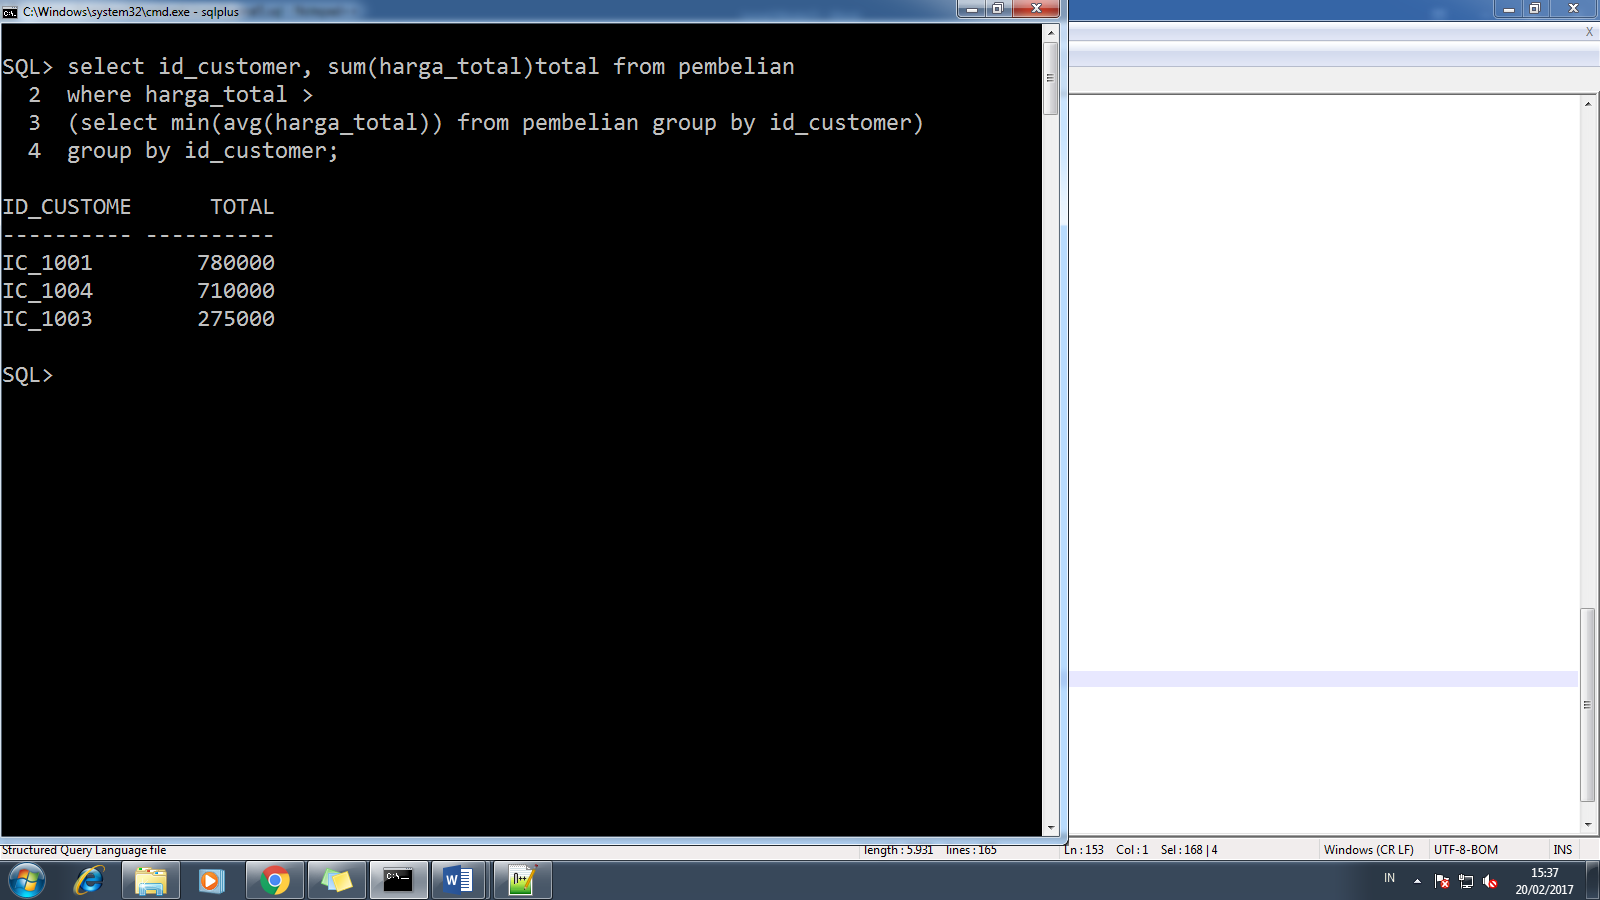 C:\Windows\system32\cmd.exe - sqlplus
SQL> select id_customer, sum(harga_total)total from pembelian
2 where harga_total >
3 (select min(avg(harga_total)) from pembelian group by id_customer)
4 group by id_customer;
ID_CUSTOME TOTAL
---------- ----------
IC_1001 780000
IC_1004 710000
IC_1003 275000
SQL>
Structured Query Language file length : 5.931 lines : 165 Ln : 153 Col : 1 Sel : 168 | 4 Windows (CR LF) UTF-8-BOM INS
IN 15:37
20/02/2017